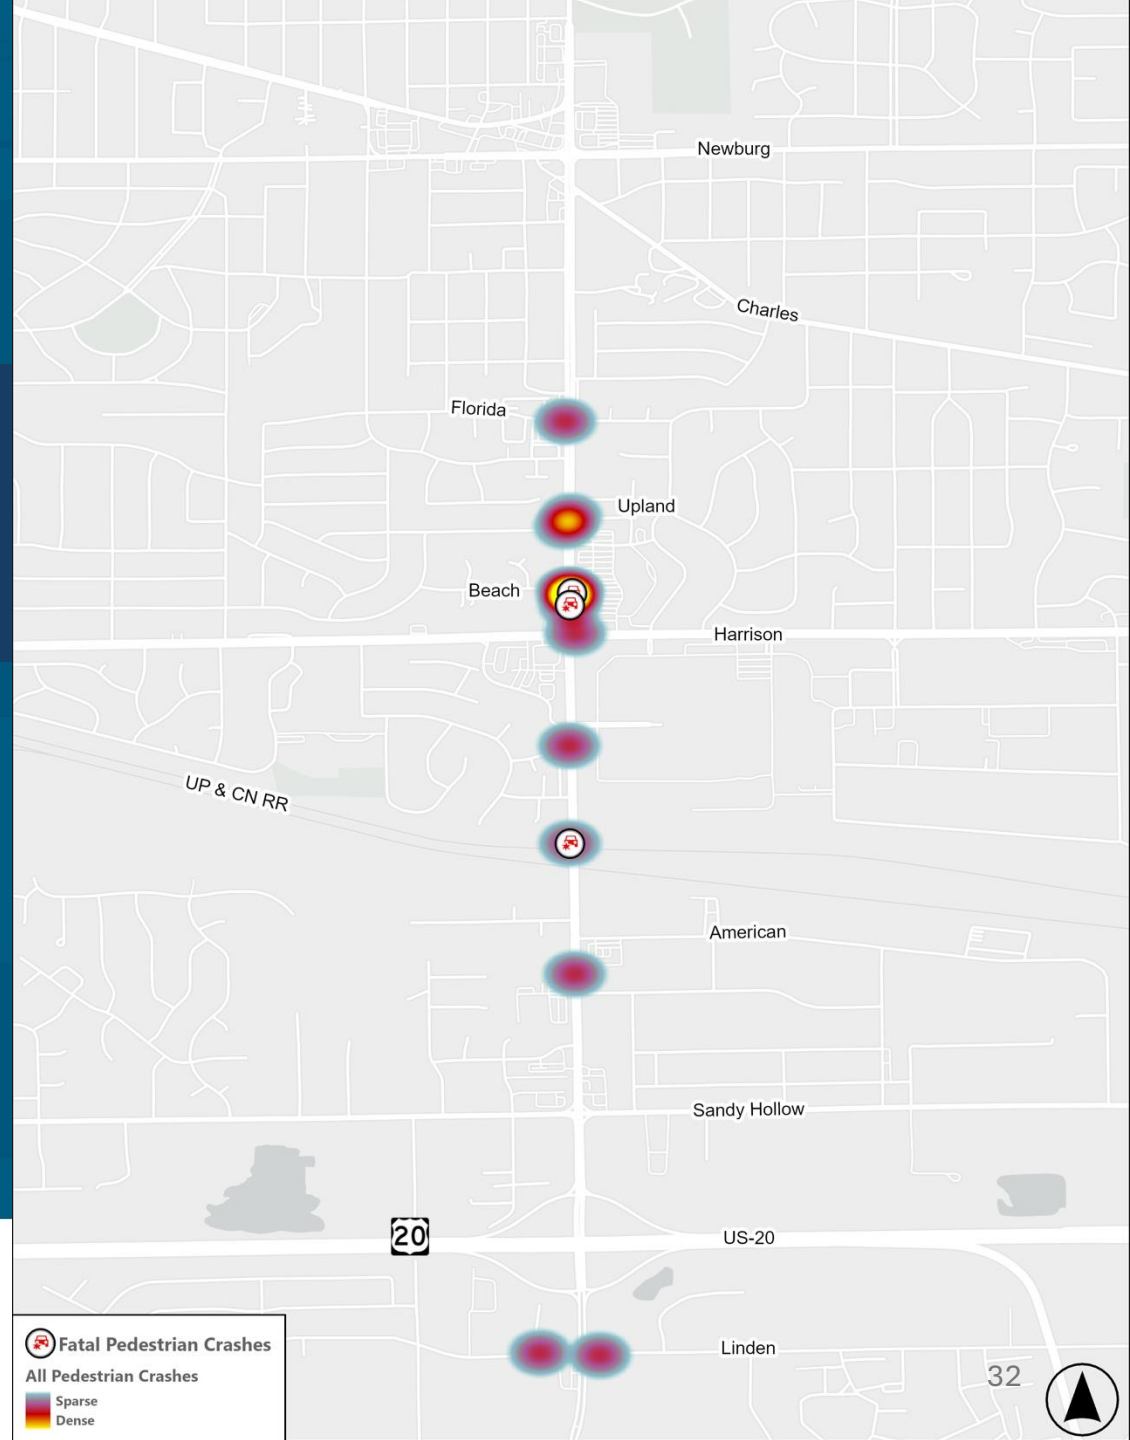 Newburg
Charles
Florida
Upland
Beach
Harrison
UP & CN RR
American
Sandy Hollow
20
US-20
Linden
Fatal Pedestrian Crashes
All Pedestrian Crashes
Sparse
Dense
32